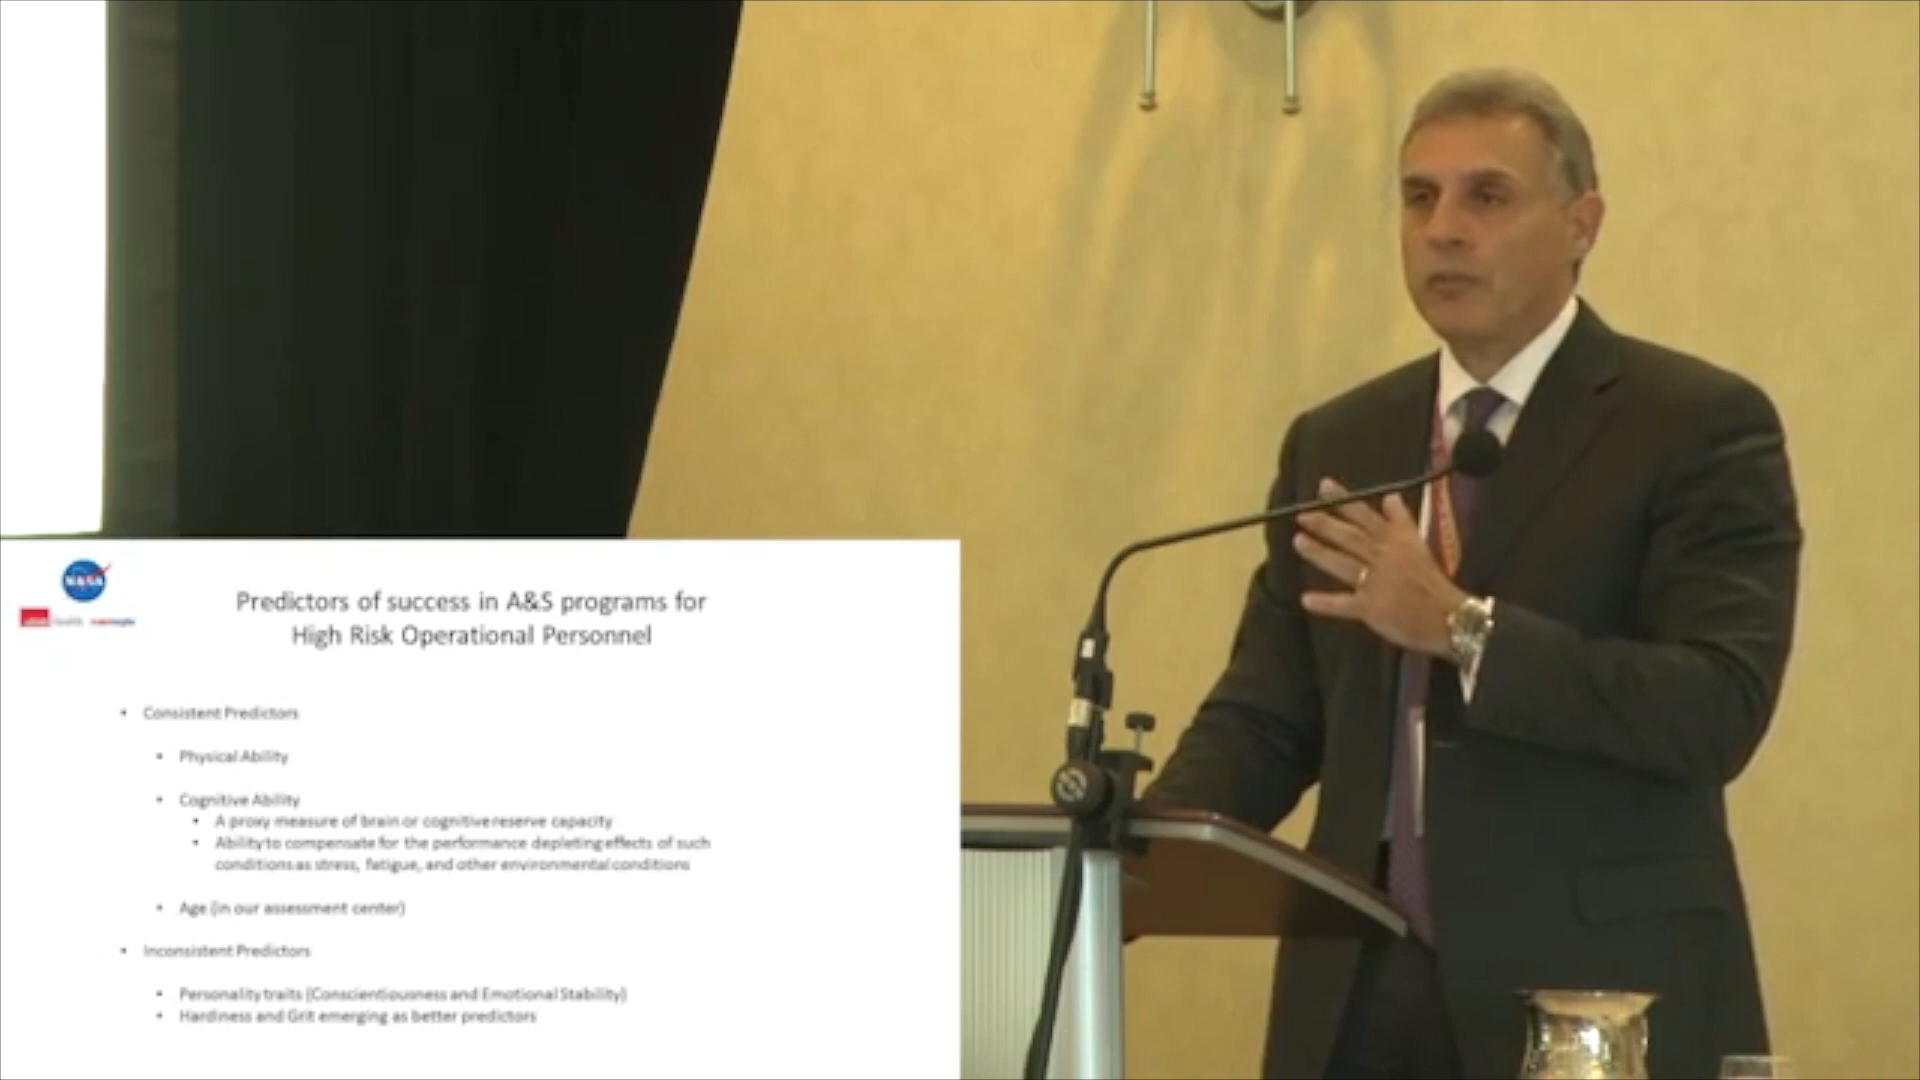 NASA
Predictors of success in A&S programs for
High Risk Operational Personnel
• Consistent Predictors
• Physical Ability
• Cognitive Ability
• A proxy measure of brain or cognitive reserve capacity
• Ability to compensate for the performance depleting effects of such
conditions as stress, fatigue, and other environmental conditions
• Age (in our assessment center)
• Inconsistent Predictors
• Personality traits (Conscientiousness and Emotional Stability)
• Hardiness and Grit emerging as better predictors